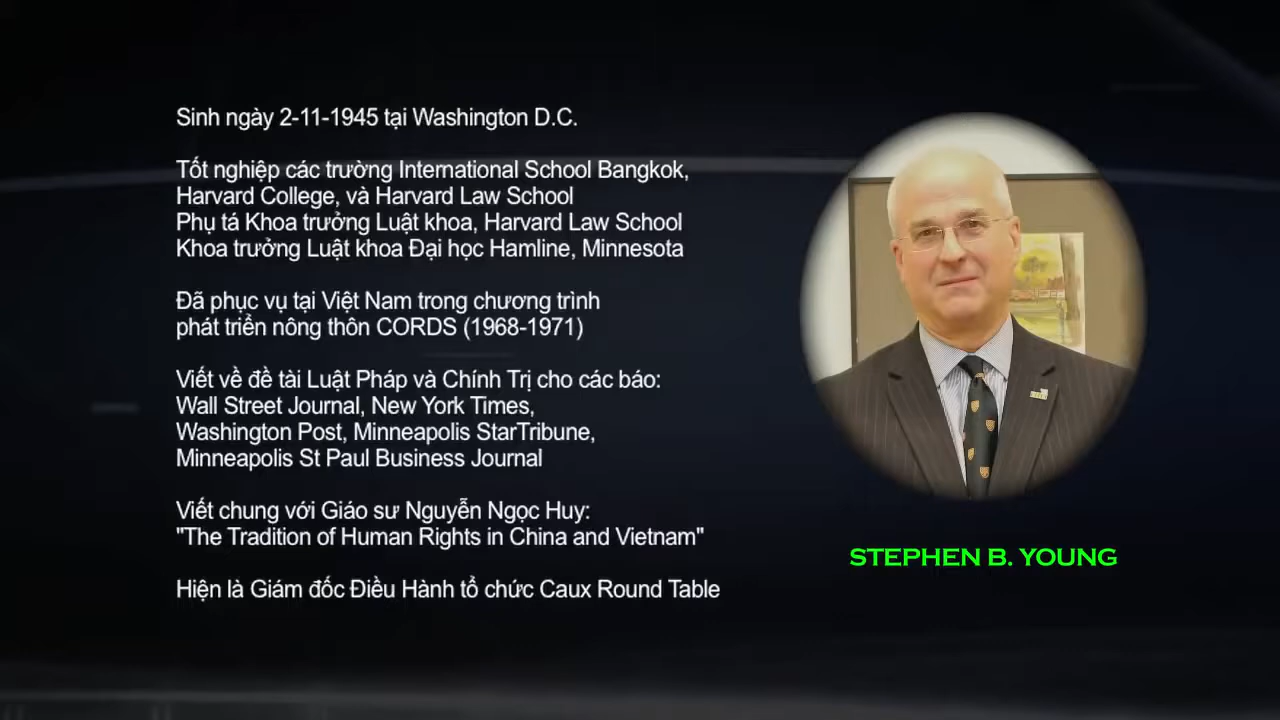 Sinh ngày 2-11-1945 tại Washington D.C.
Tốt nghiệp các trường International School Bangkok,
Harvard College, và Harvard Law School
Phụ tá Khoa trưởng Luật khoa, Harvard Law School
Khoa trưởng Luật khoa Đại học Hamline, Minnesota
Đã phục vụ tại Việt Nam trong chương trình
phát triển nông thôn CORDS (1968-1971)
Viết về đề tài Luật Pháp và Chính Trị cho các báo:
Wall Street Journal, New York Times,
Washington Post, Minneapolis StarTribune,
Minneapolis St Paul Business Journal
Viết chung với Giáo sư Nguyễn Ngọc Huy:
"The Tradition of Human Rights in China and Vietnam"
Hiện là Giám đốc Điều Hành tổ chức Caux Round Table
STEPHEN B. YOUNG